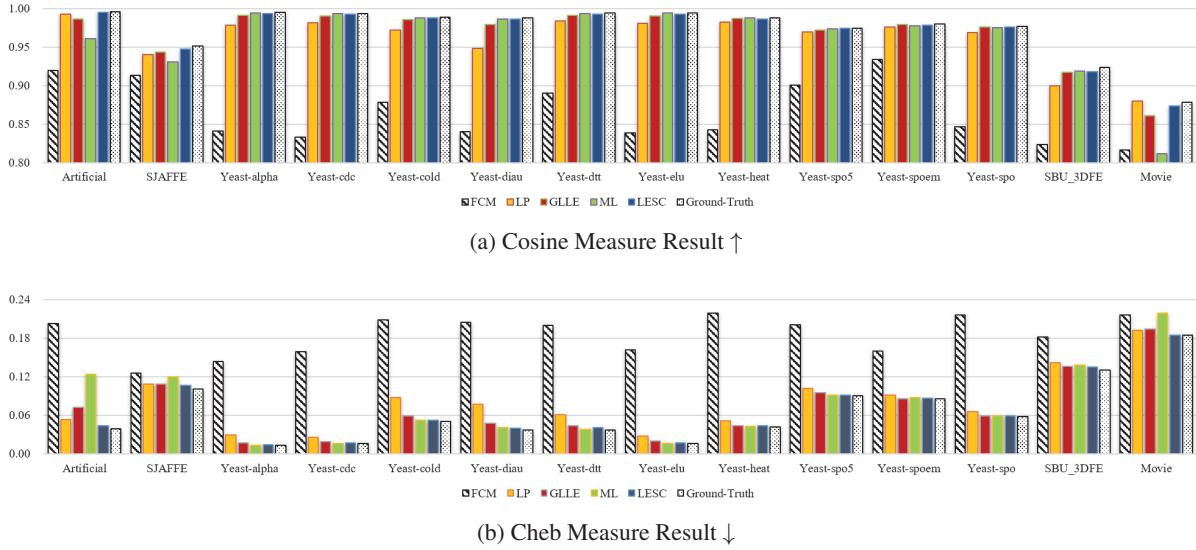 1.00
0.95
0.90
0.85
0.80
Artificial SJAFFE Yeast-alpha Yeast-cdc Yeast-cold Yeast-diau Yeast-dtt Yeast-elu Yeast-heat Yeast-spo5 Yeast-spoem Yeast-spo SBU_3DFE Movie
FCM LP GLLE ML LESC Ground-Truth
(a) Cosine Measure Result ↑
0.24
0.18
0.12
0.06
0.00
Artificial SJAFFE Yeast-alpha Yeast-cdc Yeast-cold Yeast-diau Yeast-dtt Yeast-elu Yeast-heat Yeast-spo5 Yeast-spoem Yeast-spo SBU_3DFE Movie
FCM LP GLLE ML LESC Ground-Truth
(b) Cheb Measure Result ↓